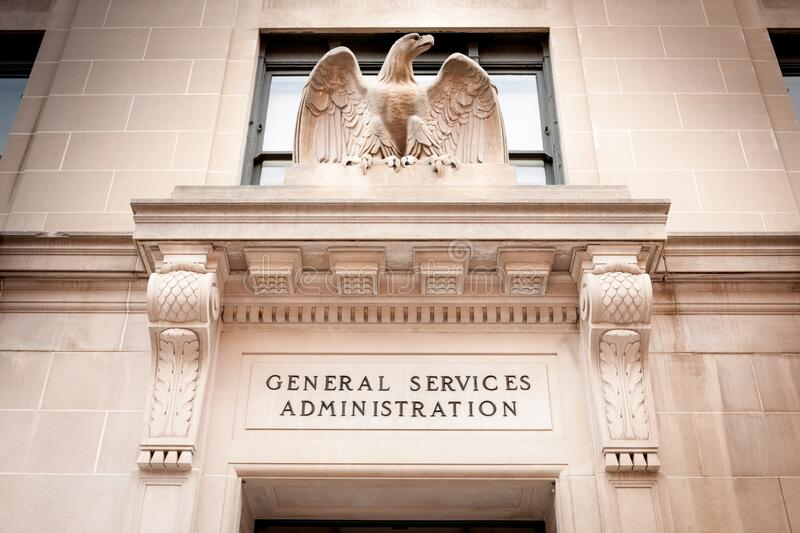 GENERAL SERVICES
ADMINISTRATION